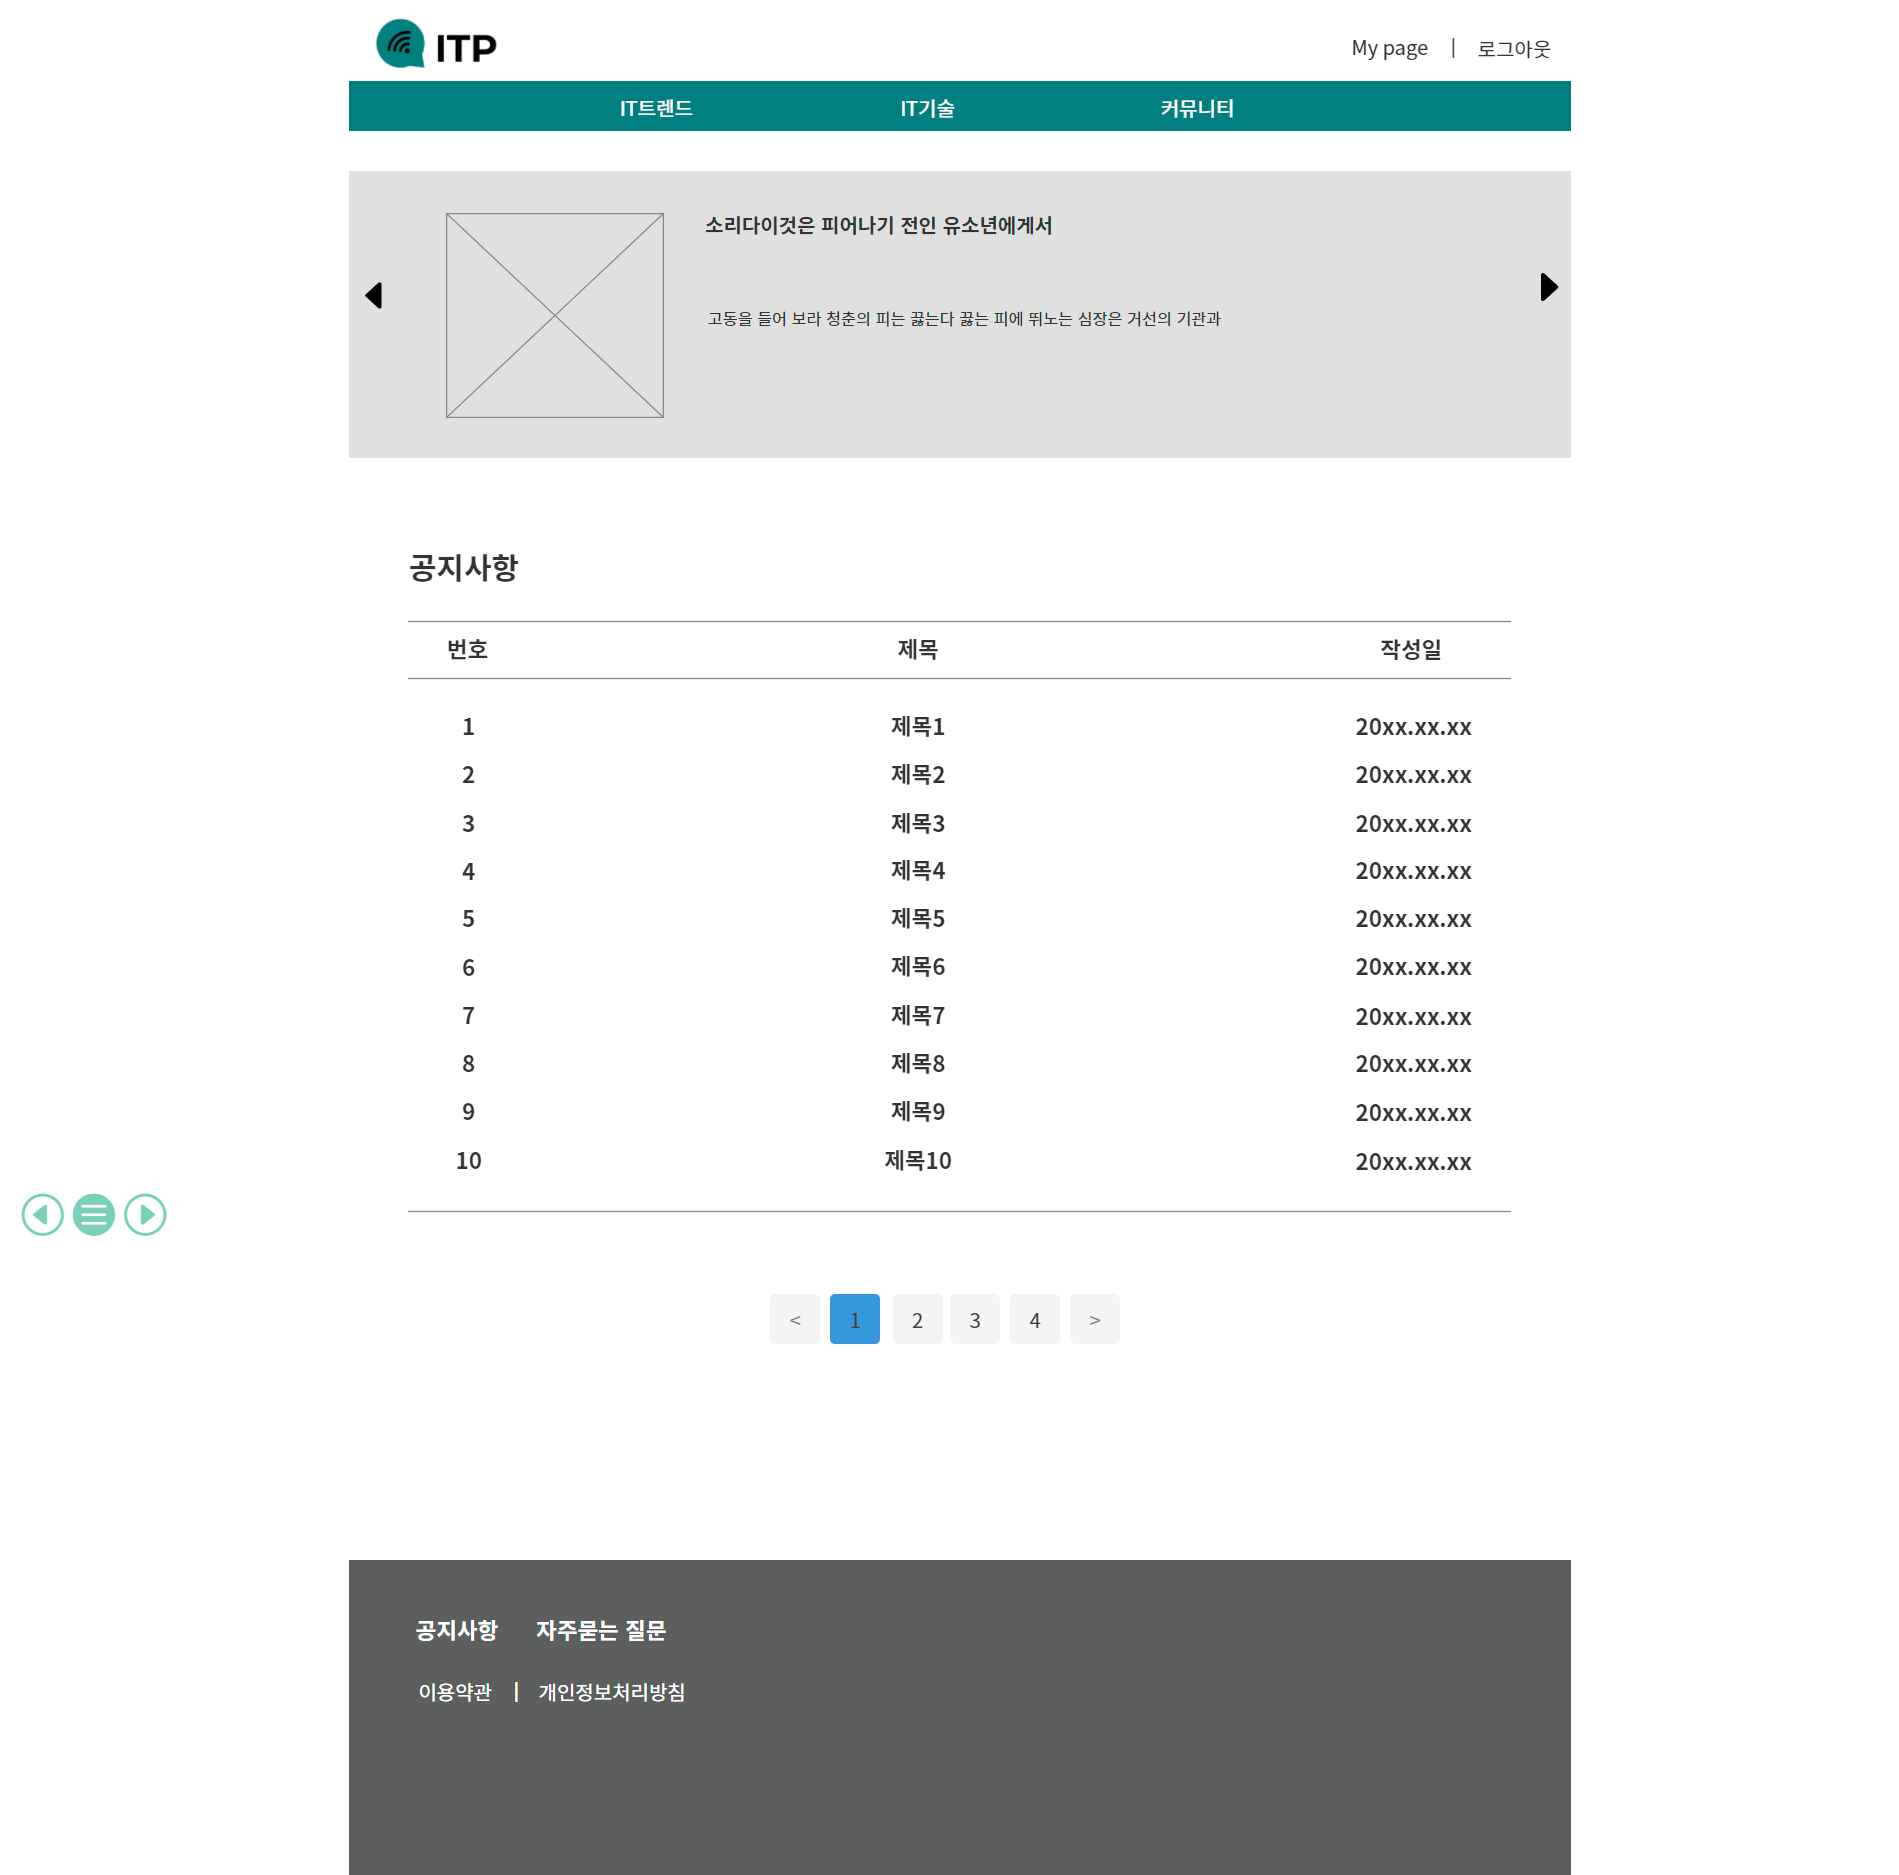 ITP
My page | 로그아웃
IT트렌드 IT기술 커뮤니티
소리다이것은 피어나기 전인 유소년에게서
고동을 들어 보라 청춘의 피는 끓는다 끓는 피에 뛰노는 심장은 거선의 기관과
공지사항
번호 제목 작성일
1 제목1 20xx.xx.xx
2 제목2 20xx.xx.xx
3 제목3 20xx.xx.xx
4 제목4 20xx.xx.xx
5 제목5 20xx.xx.xx
6 제목6 20xx.xx.xx
7 제목7 20xx.xx.xx
8 제목8 20xx.xx.xx
9 제목9 20xx.xx.xx
10 제목10 20xx.xx.xx
< 1 2 3 4 >
공지사항 자주묻는 질문
이용약관 | 개인정보처리방침